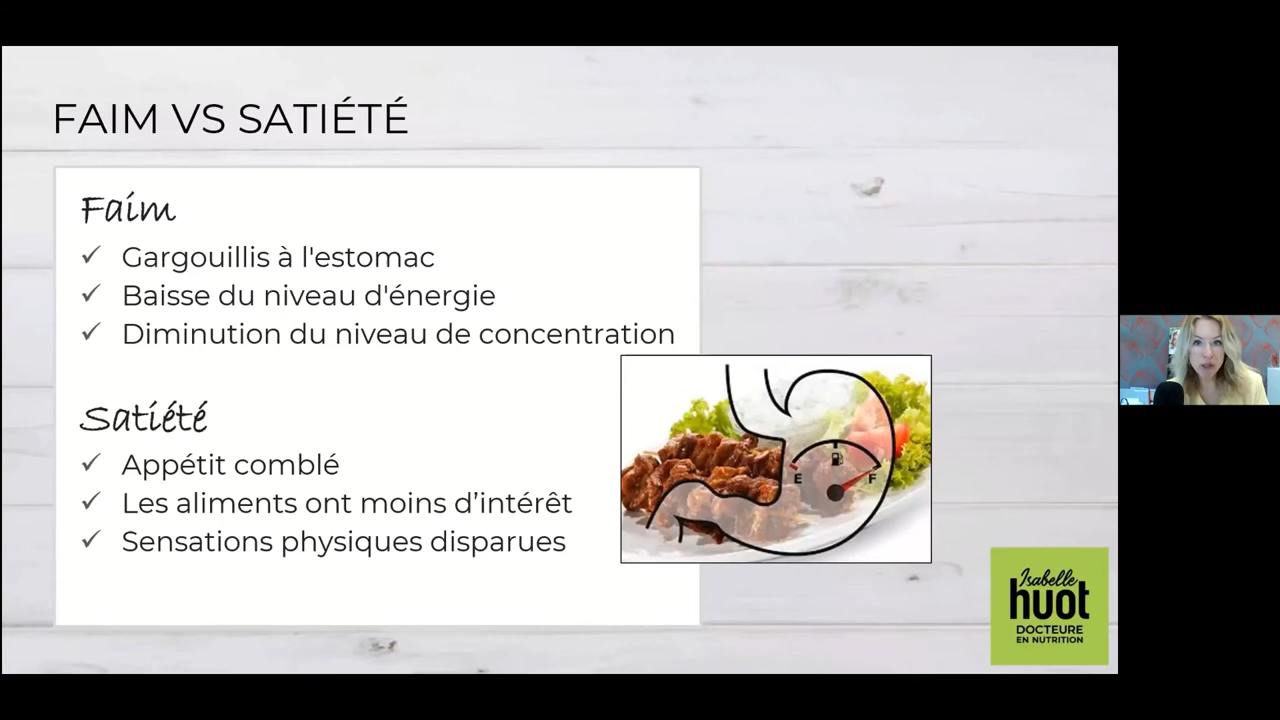 FAIM VS SATIÉTÉ
Faim
✓ Gargouillis à l'estomac
✓ Baisse du niveau d'énergie
✓ Diminution du niveau de concentration
Satiété
✓ Appétit comblé
✓ Les aliments ont moins d’intérêt
✓ Sensations physiques disparues
E F
Isabelle
huot
DOCTEURE
EN NUTRITION